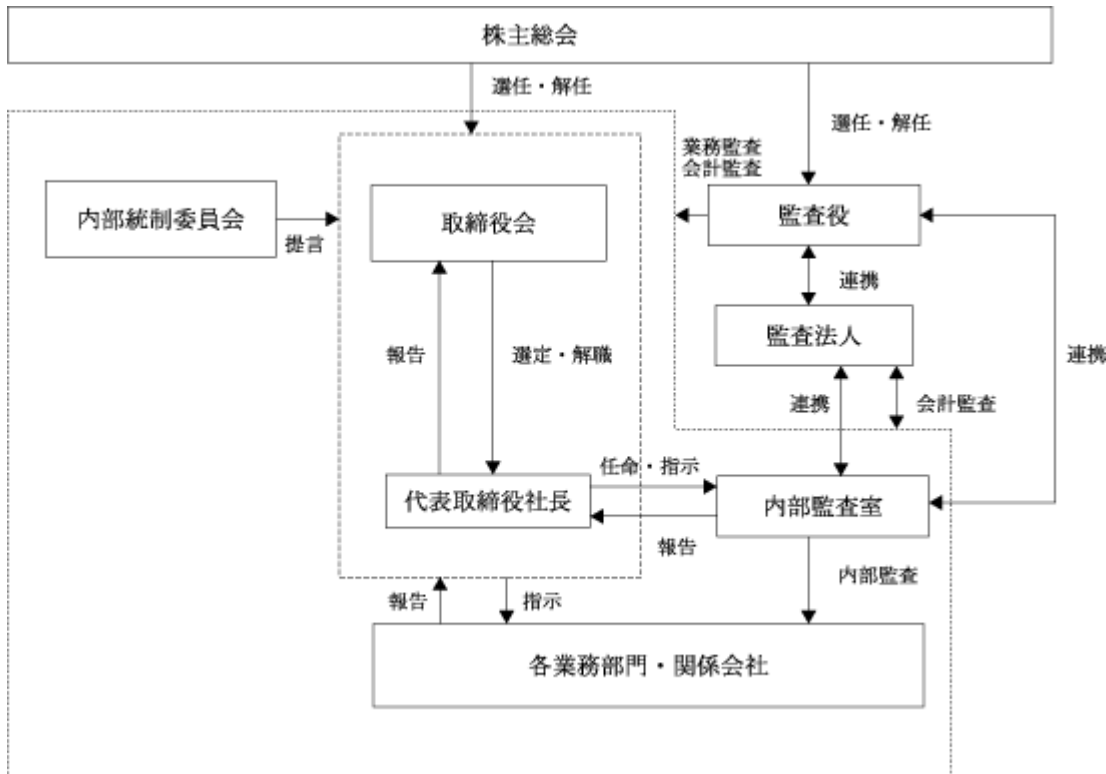 株主総会
選任・解任
選任・解任
業務監査
会計監査
内部統制委員会
提言
取締役会
監査役
連携
監査法人
報告
選定・解職
連携
会計監査
連携
任命・指示
代表取締役社長
内部監査室
報告
内部監査
報告
指示
各業務部門・関係会社